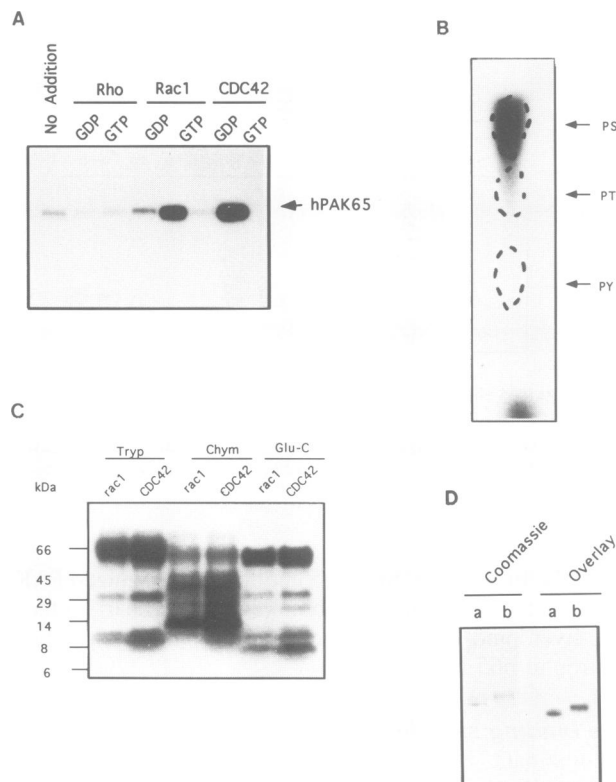 A
No Addition
Rho Rac1 CDC42
GDP GTP GDP GTP GDP GTP
hPAK65
B
PS
PT
PY
C
Tryp Chym Glu-C
kDa rac1 CDC42 rac1 CDC42 rac1 CDC42
66
45
29
14
8
6
D
Coomassie Overlay
a b a b